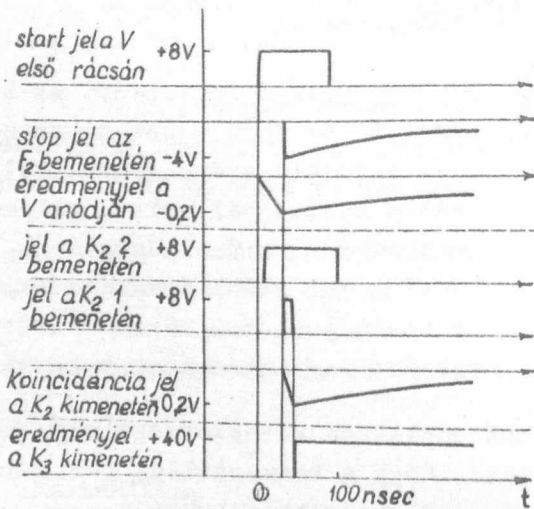 start jel a V +8V
első rácsán
stop jel az
F₂ bemenetén -4V
eredményjel a
V anódján -0,2V
jel a K₂ 2 +8V
bemenetén
jel a K₂ 1 +8V
bemenetén
Koincidáncia jel
a K₂ kimenetén -0,2V
eredményjel +40V
a K₃ kimenetén
0 100 nsec t